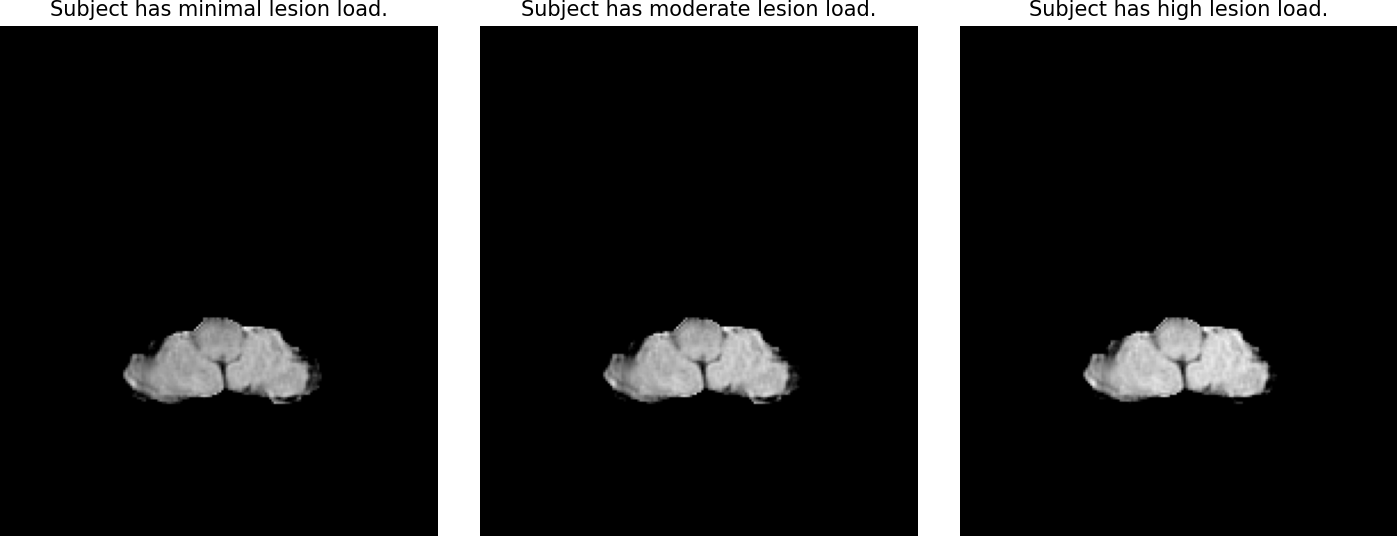 Subject has minimal lesion load.
Subject has moderate lesion load.
Subject has high lesion load.